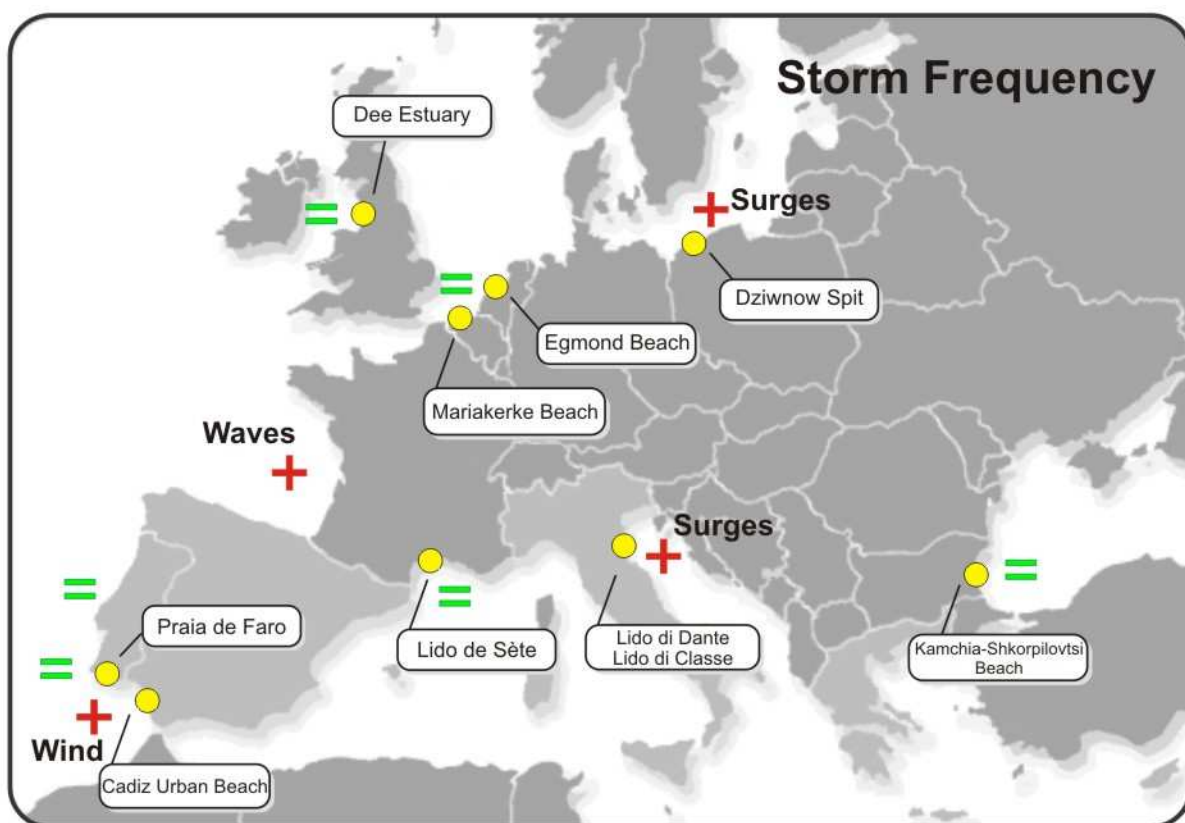 Storm Frequency
Dee Estuary
Surges
Dziwnow Spit
Egmond Beach
Mariakerke Beach
Waves
Surges
Praia de Faro
Lido de Sète
Lido di Dante
Lido di Classe
Kamchia-Shkorpilovtsi
Beach
Wind
Cadiz Urban Beach